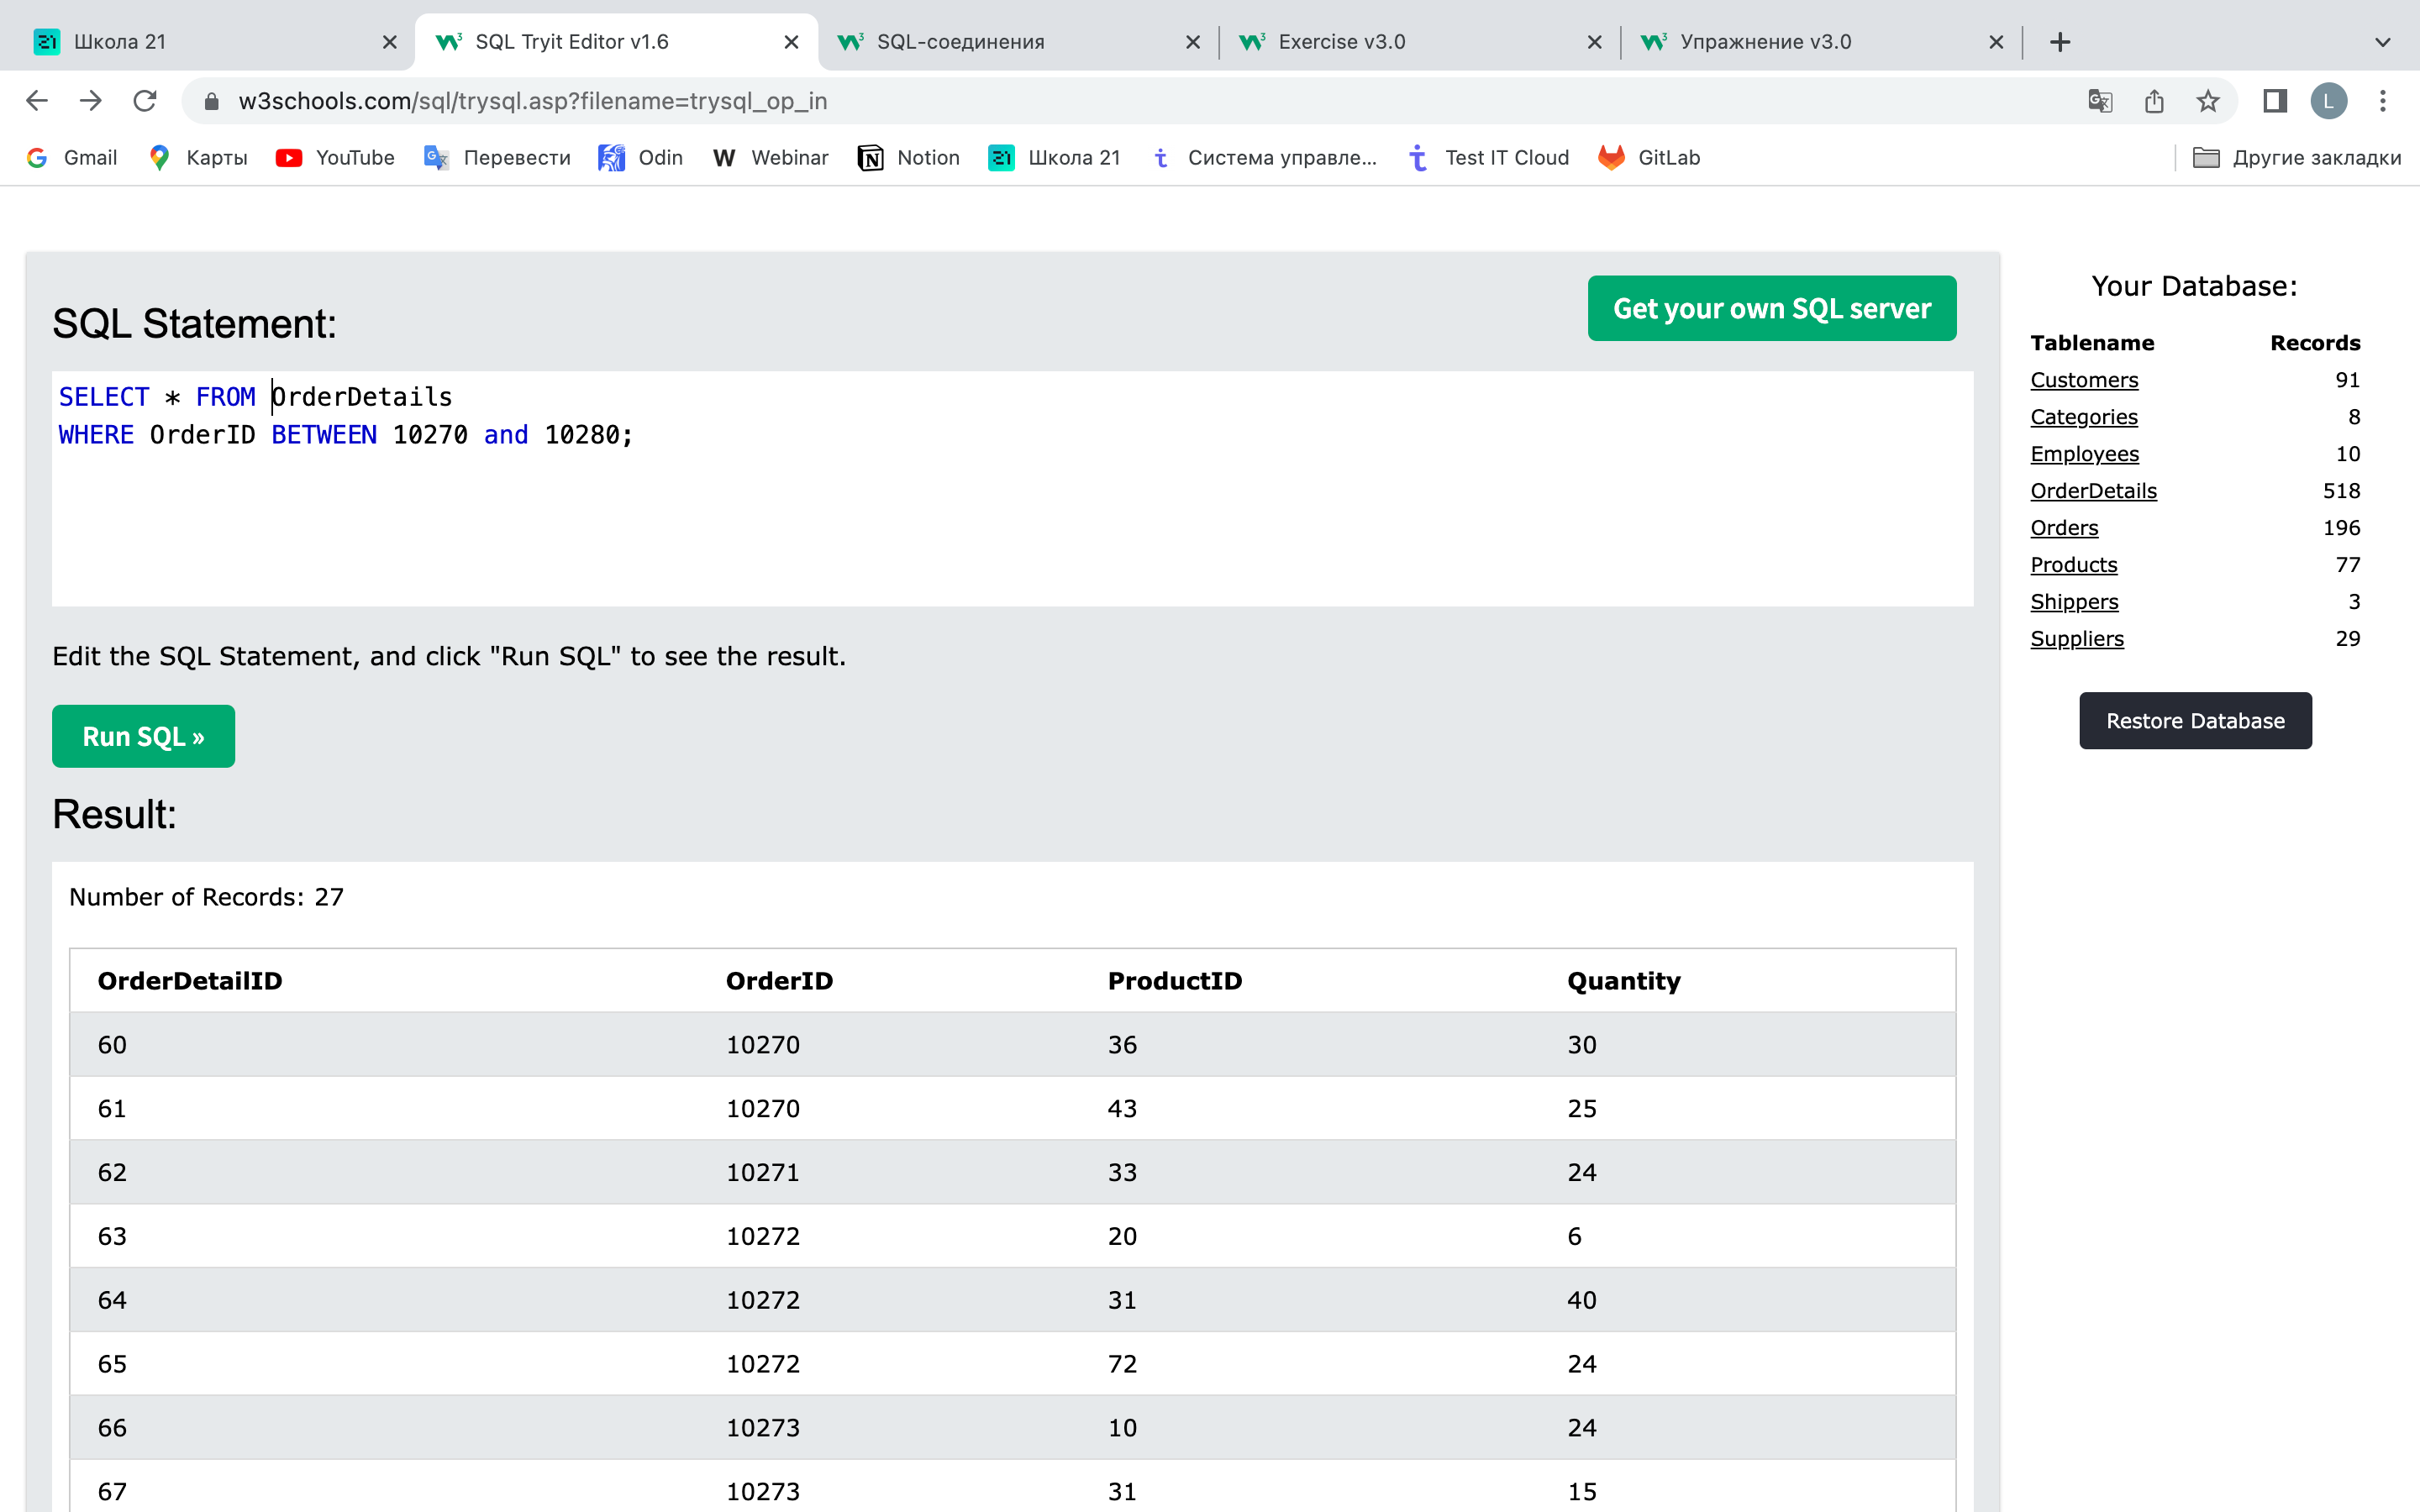 Школа 21
SQL Tryit Editor v1.6
SQL-соединения
Exercise v3.0
Упражнение v3.0
w3schools.com/sql/trysql.asp?filename=trysql_op_in
L
Gmail
Карты
YouTube
Перевести
Odin
Webinar
Notion
Школа 21
Система управле...
Test IT Cloud
GitLab
Другие закладки
SQL Statement:
Get your own SQL server
SELECT * FROM OrderDetails
WHERE OrderID BETWEEN 10270 and 10280;
Edit the SQL Statement, and click "Run SQL" to see the result.
Run SQL »
Result:
Number of Records: 27
OrderDetailID OrderID ProductID Quantity
60 10270 36 30
61 10270 43 25
62 10271 33 24
63 10272 20 6
64 10272 31 40
65 10272 72 24
66 10273 10 24
67 10273 31 15
Your Database:
Tablename Records
Customers 91
Categories 8
Employees 10
OrderDetails 518
Orders 196
Products 77
Shippers 3
Suppliers 29
Restore Database